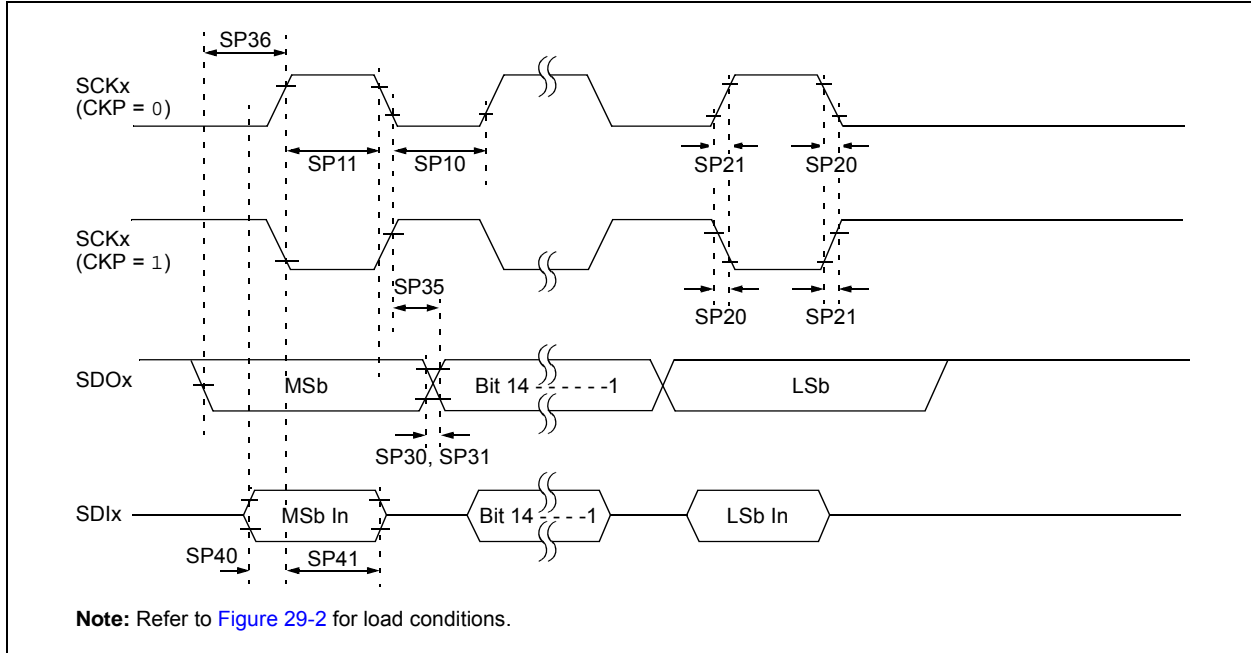 SP36
SCKx
(CKP = 0)
SP11
SP10
SP21
SP20
SCKx
(CKP = 1)
SP35
SP20
SP21
SDOx
MSb
Bit 14 - - - - - -1
LSb
SP30, SP31
SDIx
MSb In
Bit 14 - - - -1
LSb In
SP40
SP41
Note: Refer to Figure 29-2 for load conditions.